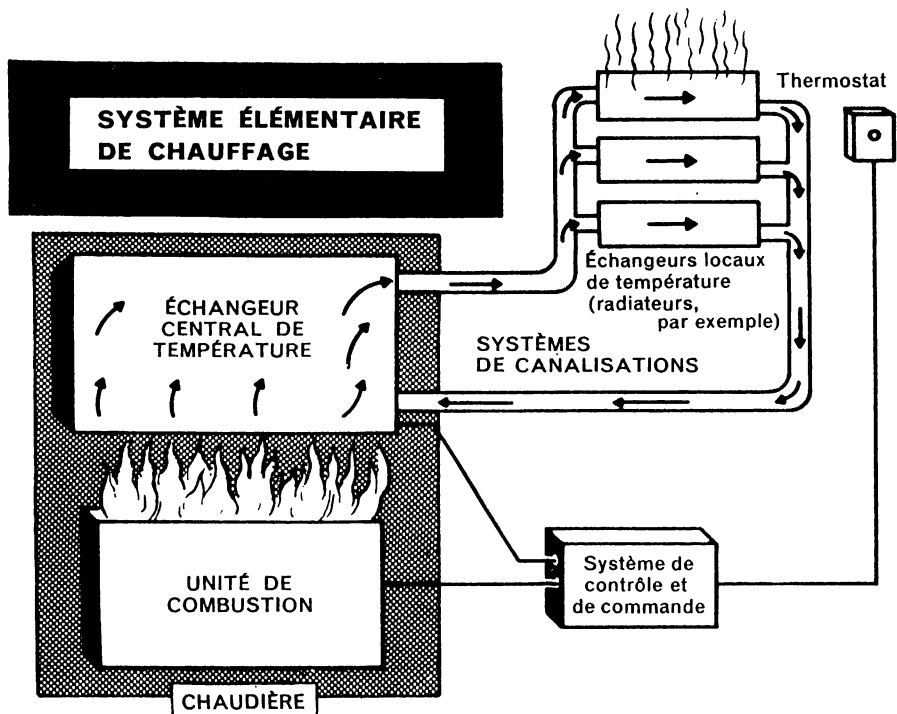 SYSTÈME ÉLÉMENTAIRE
DE CHAUFFAGE
Thermostat
Échangeurs locaux
de température
(radiateurs,
par exemple)
ÉCHANGEUR
CENTRAL DE
TEMPÉRATURE
SYSTÈMES
DE CANALISATIONS
UNITÉ DE
COMBUSTION
Système de
contrôle et
de commande
CHAUDIÈRE